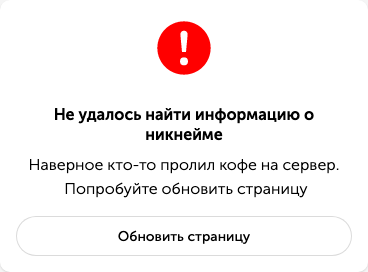 Не удалось найти информацию о
никнейме
Наверное кто-то пролил кофе на сервер.
Попробуйте обновить страницу
Обновить страницу